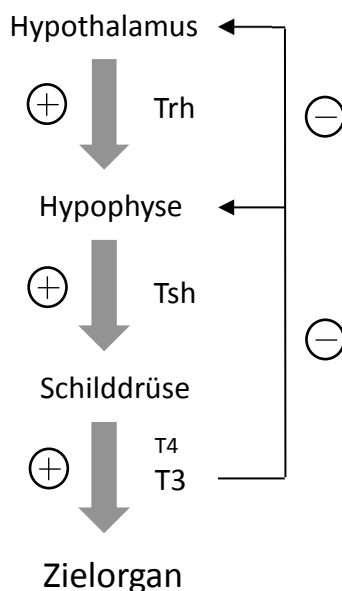 Hypothalamus
+
Trh
−
Hypophyse
+
Tsh
−
Schilddrüse
+
T4
T3
Zielorgan